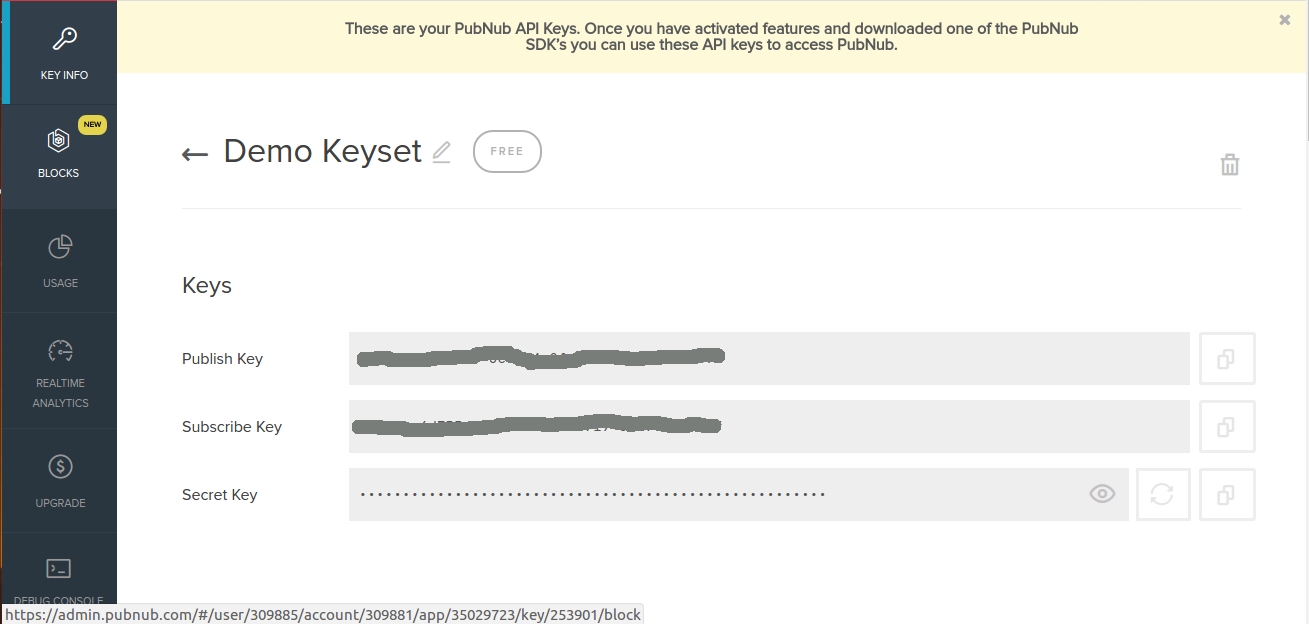 These are your PubNub API Keys. Once you have activated features and downloaded one of the PubNub
SDK's you can use these API keys to access PubNub.
KEY INFO
NEW
BLOCKS
USAGE
REALTIME
ANALYTICS
UPGRADE
DEBUG CONSOLE
Demo Keyset
FREE
Keys
Publish Key
Subscribe Key
Secret Key
https://admin.pubnub.com/#/user/309885/account/309881/app/35029723/key/253901/block